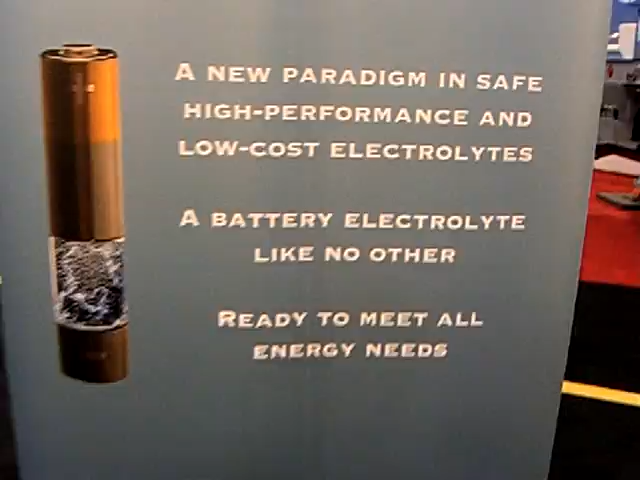 A NEW PARADIGM IN SAFE
HIGH-PERFORMANCE AND
LOW-COST ELECTROLYTES
A BATTERY ELECTROLYTE
LIKE NO OTHER
READY TO MEET ALL
ENERGY NEEDS